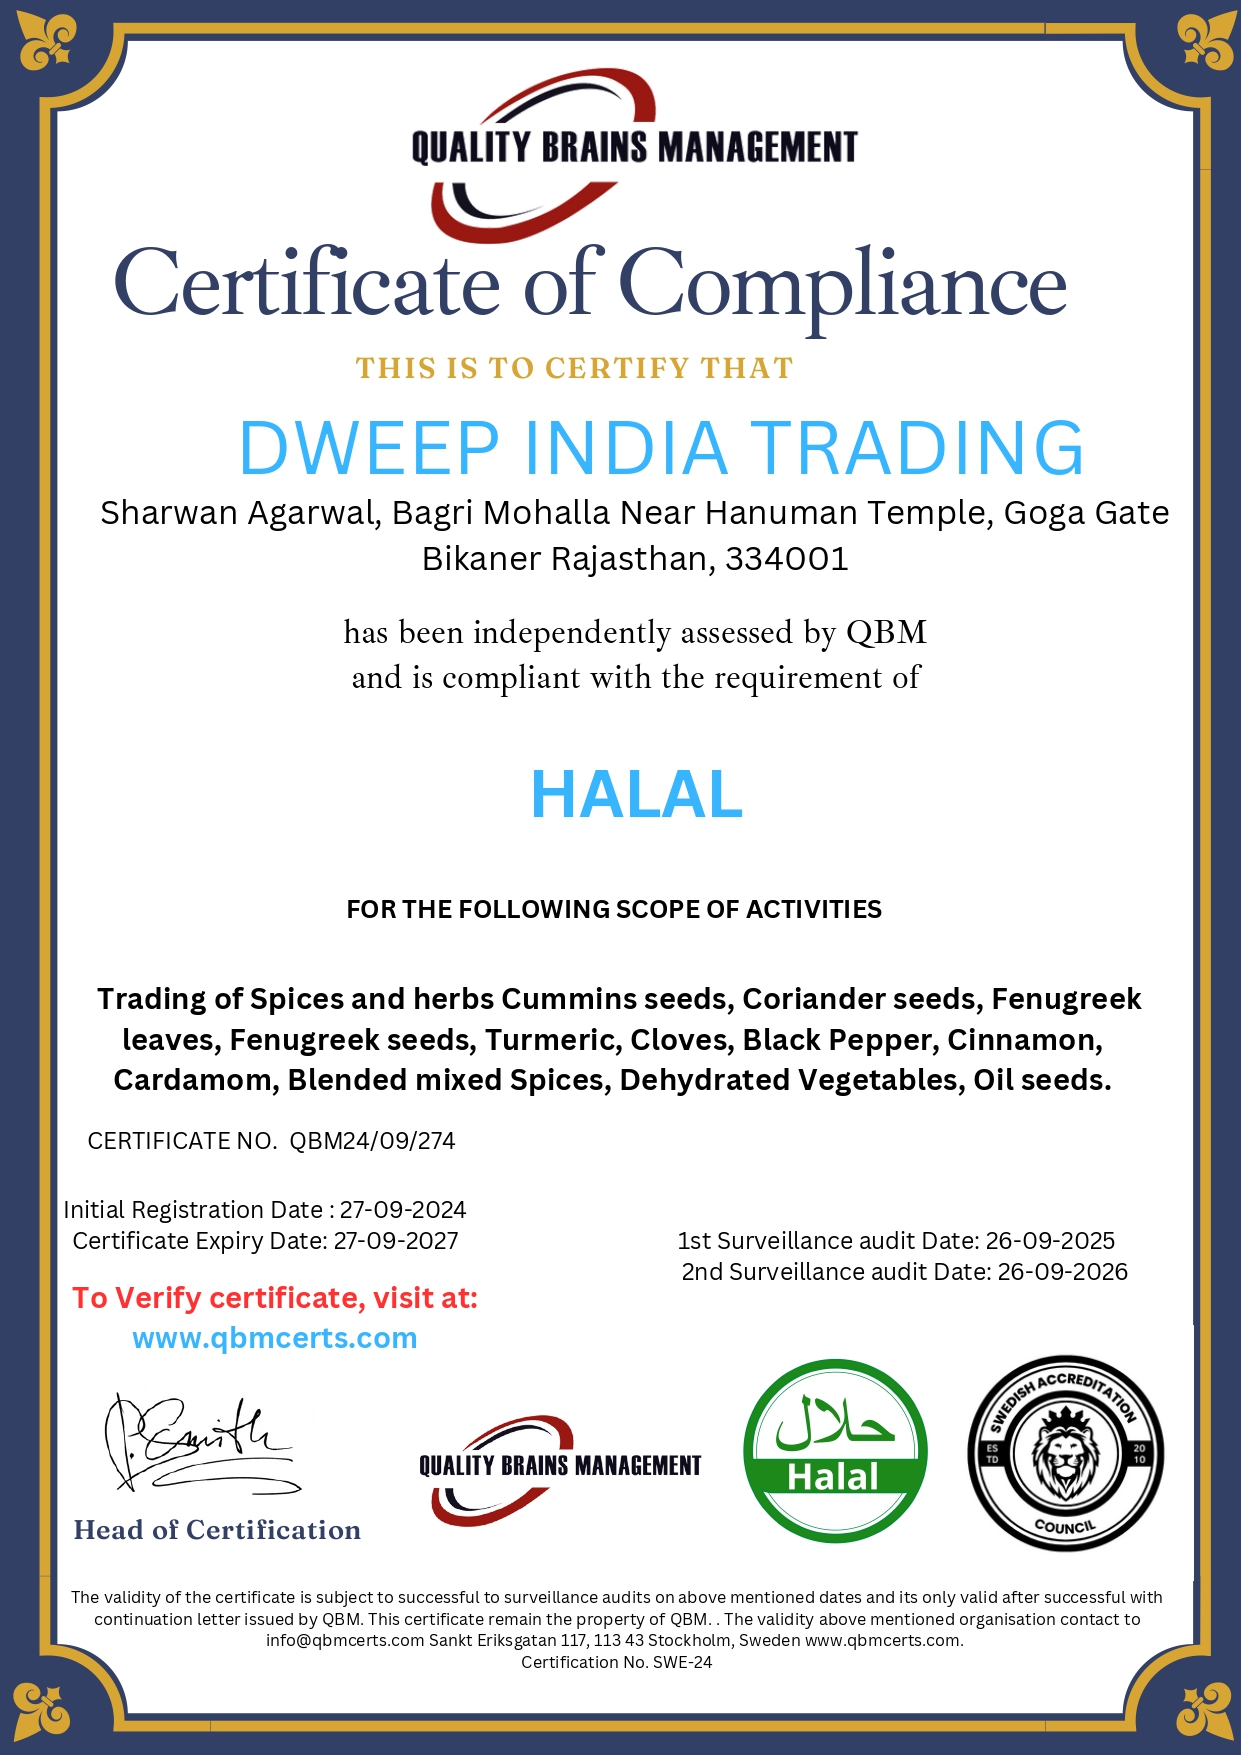 QUALITY BRAINS MANAGEMENT
Certificate of Compliance
THIS IS TO CERTIFY THAT
DWEEP INDIA TRADING
Sharwan Agarwal, Bagri Mohalla Near Hanuman Temple, Goga Gate
Bikaner Rajasthan, 334001
has been independently assessed by QBM
and is compliant with the requirement of
HALAL
FOR THE FOLLOWING SCOPE OF ACTIVITIES
Trading of Spices and herbs Cummins seeds, Coriander seeds, Fenugreek
leaves, Fenugreek seeds, Turmeric, Cloves, Black Pepper, Cinnamon,
Cardamom, Blended mixed Spices, Dehydrated Vegetables, Oil seeds.
CERTIFICATE NO. QBM24/09/274
Initial Registration Date : 27-09-2024
Certificate Expiry Date: 27-09-2027
1st Surveillance audit Date: 26-09-2025
2nd Surveillance audit Date: 26-09-2026
To Verify certificate, visit at:
www.qbmcerts.com
P. Smith
Head of Certification
QUALITY BRAINS MANAGEMENT
حلال
Halal
SWEDISH ACCREDITATION
ES
TD
20
10
COUNCIL
The validity of the certificate is subject to successful to surveillance audits on above mentioned dates and its only valid after successful with
continuation letter issued by QBM. This certificate remain the property of QBM. . The validity above mentioned organisation contact to
info@qbmcerts.com Sankt Eriksgatan 117, 113 43 Stockholm, Sweden www.qbmcerts.com.
Certification No. SWE-24